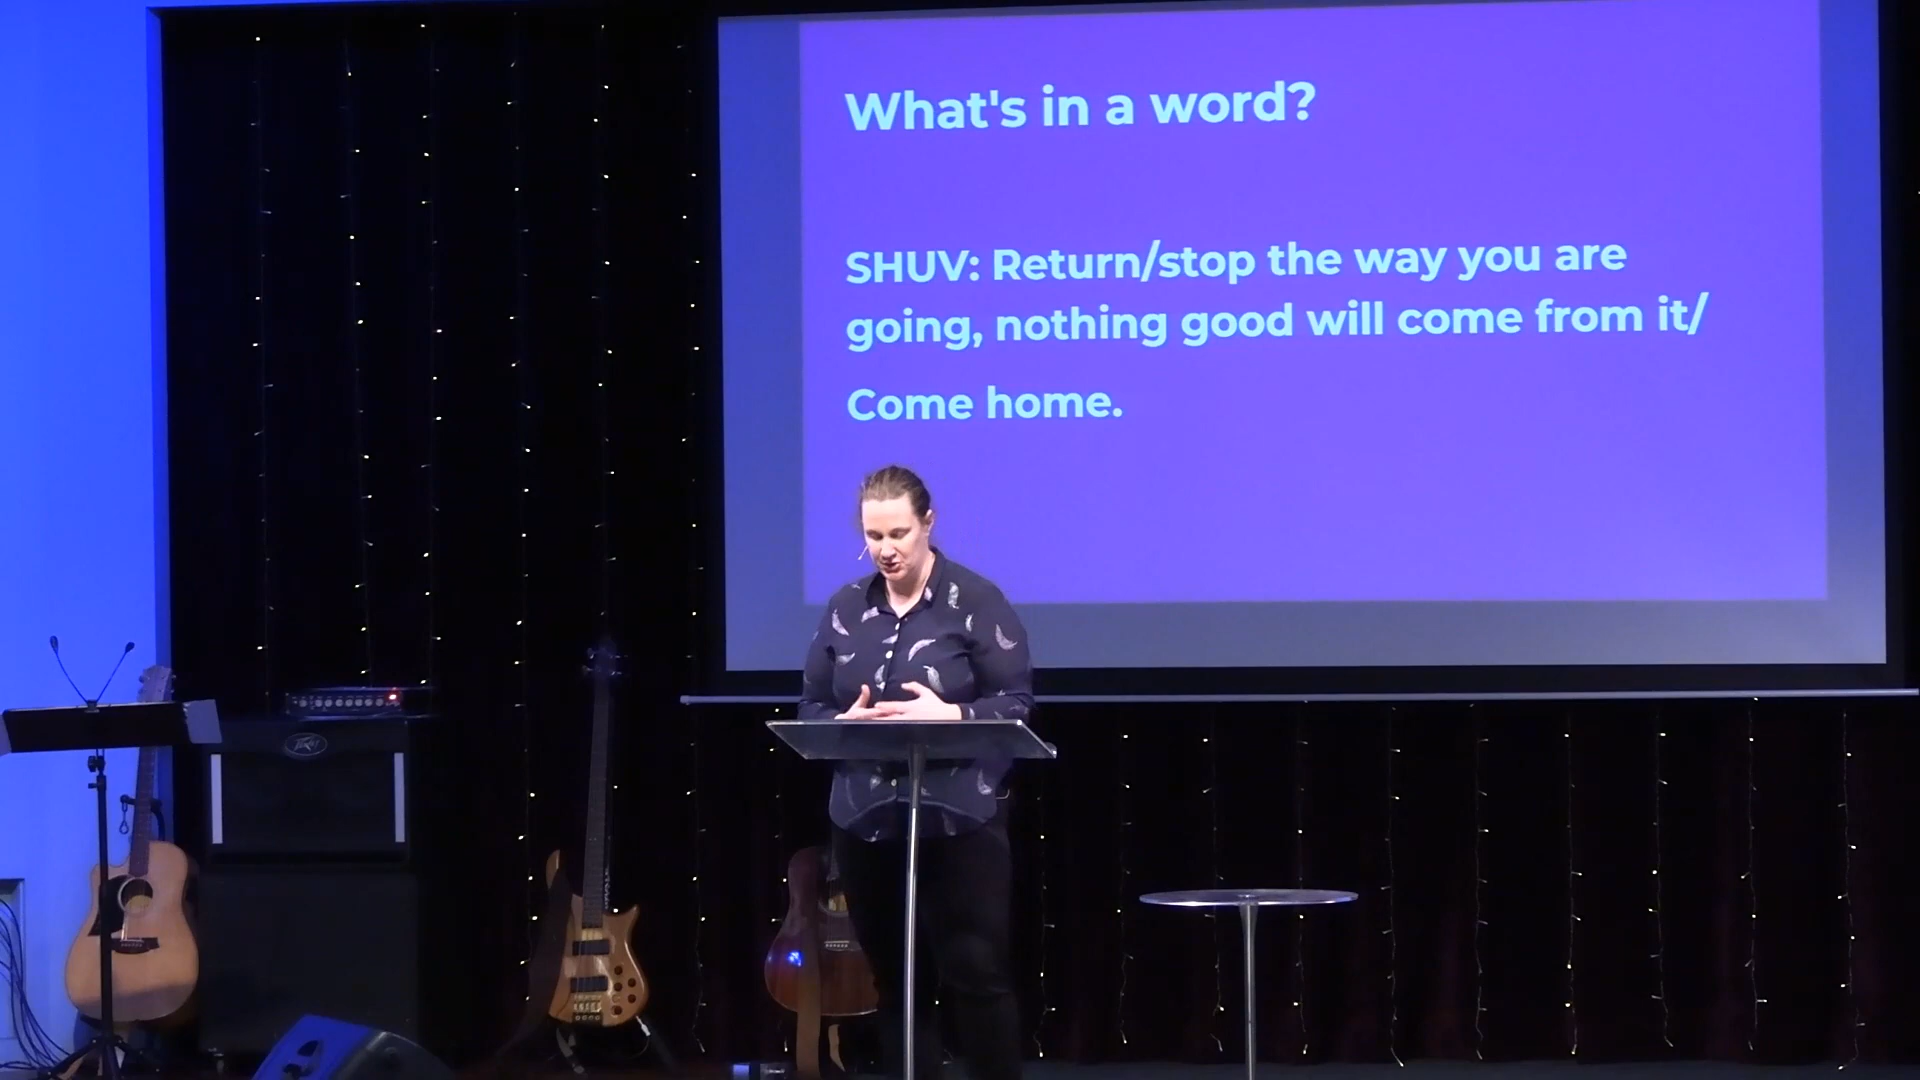 What's in a word?
SHUV: Return/stop the way you are
going, nothing good will come from it/
Come home.